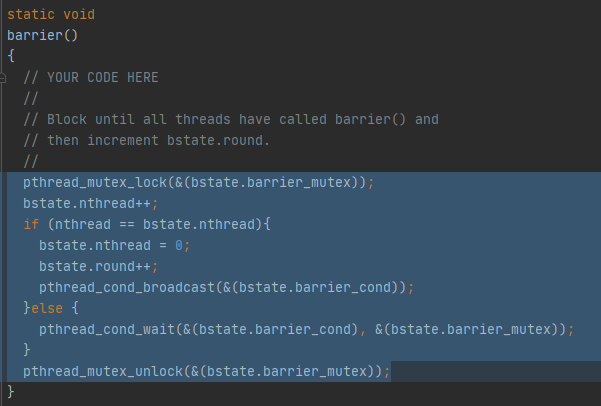 static void
barrier()
{
  // YOUR CODE HERE
  //
  // Block until all threads have called barrier() and
  // then increment bstate.round.
  //
  pthread_mutex_lock(&(bstate.barrier_mutex));
  bstate.nthread++;
  if (nthread == bstate.nthread){
    bstate.nthread = 0;
    bstate.round++;
    pthread_cond_broadcast(&(bstate.barrier_cond));
  }else {
    pthread_cond_wait(&(bstate.barrier_cond), &(bstate.barrier_mutex));
  }
  pthread_mutex_unlock(&(bstate.barrier_mutex));
}